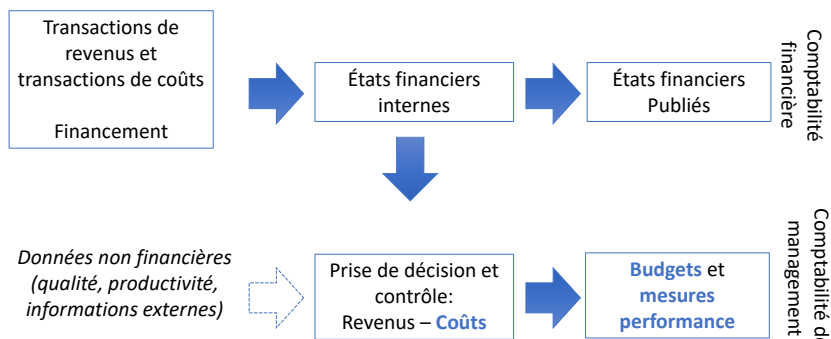 Transactions de
revenus et
transactions de coûts
Financement
États financiers
internes
États financiers
Publiés
Comptabilité
financière
Données non financières
(qualité, productivité,
informations externes)
Prise de décision et
contrôle:
Revenus – Coûts
Budgets et
mesures
performance
Comptabilité de
management